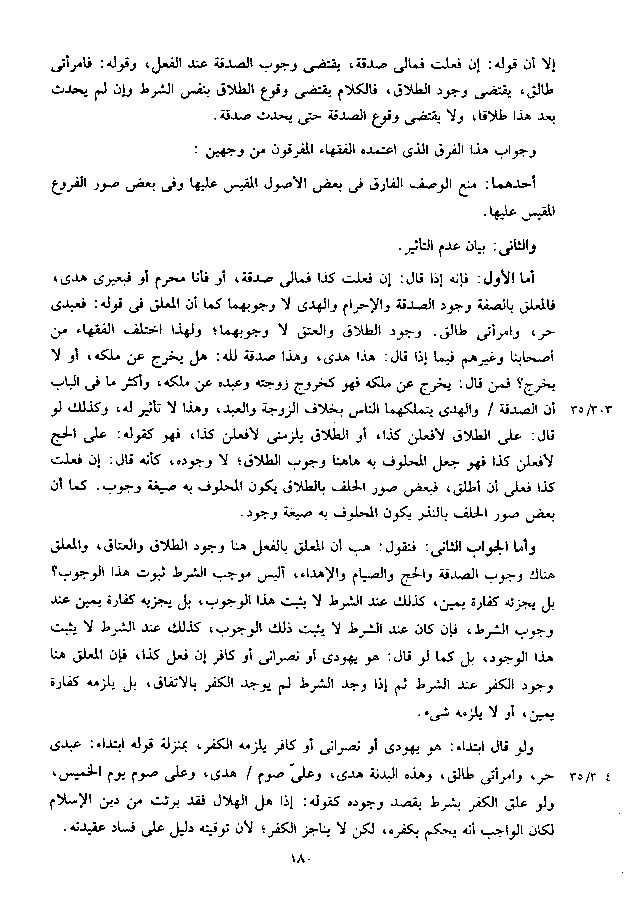 إلا أن قوله: إن فعلت فمالى صدقة، يقتضى وجوب الصدقة عند الفعل، وقوله: فامرأتى
طالق، يقتضى وجود الطلاق، فالكلام يقتضى وقوع الطلاق بنفس الشرط وإن لم يحدث
بعد هذا طلاقا، ولا يقتضى وقوع الصدقة حتى يحدث صدقة.
وجواب هذا الفرق الذى اعتمده الفقهاء المفرقون من وجهين :
أحدهما: منع الوصف الفارق فى بعض الأصول المقيس عليها وفى بعض صور الفروع
المقيس عليها.
والثانى: بيان عدم التأثير.
أما الأول: فإنه إذا قال: إن فعلت كذا فمالى صدقة، أو فأنا محرم أو فبعيرى هدى،
فالمعلق بالصفة وجود الصدقة والإحرام والهدى لا وجوبهما كما أن المعلق فى قوله: فعبدى
حر، وامرأتى طالق. وجود الطلاق والعتق لا وجوبهما؛ ولهذا اختلف الفقهاء من
أصحابنا وغيرهم فيما إذا قال: هذا هدى، وهذا صدقة لله: هل يخرج عن ملكه، أو لا
يخرج؟ فمن قال: يخرج عن ملكه فهو كخروج زوجته وعبده عن ملكه، وأكثر ما فى الباب
٣٥/٣٠٣ أن الصدقة / والهدى يتملكهما الناس بخلاف الزوجة والعبد، وهذا لا تأثير له، وكذلك لو
قال: على الطلاق لأفعلن كذا، أو الطلاق يلزمنى لأفعلن كذا، فهو كقوله: على الحج
لأفعلن كذا فهو جعل المحلوف به هاهنا وجوب الطلاق؛ لا وجوده، كأنه قال: إن فعلت
كذا فعلى أن أطلق، فبعض صور الحلف بالطلاق يكون المحلوف به صيغة وجوب. كما أن
بعض صور الحلف بالنذر يكون المحلوف به صيغة وجود.
وأما الجواب الثانى: فنقول: هب أن المعلق بالفعل هنا وجود الطلاق والعتاق، والمعلق
هناك وجوب الصدقة والحج والصيام والإهداء، أليس موجب الشرط ثبوت هذا الوجوب؟
بل يجزئه كفارة يمين، كذلك عند الشرط لا يثبت هذا الوجوب، بل يجزيه كفارة يمين عند
وجوب الشرط، فإن كان عند الشرط لا يثبت ذلك الوجوب، كذلك عند الشرط لا يثبت
هذا الوجود، بل كما لو قال: هو يهودى أو نصرانى أو كافر إن فعل كذا، فإن المعلق هنا
وجود الكفر عند الشرط ثم إذا وجد الشرط لم يوجد الكفر بالاتفاق، بل يلزمه كفارة
يمين، أو لا يلزمه شىء.
ولو قال ابتداء: هو يهودى أو نصرانى أو كافر يلزمه الكفر، بمنزلة قوله ابتداء: عبدى
٣٥/٣٠٤ حر، وامرأتى طالق، وهذه البدنة هدى، وعلىّ صوم / هدى، وعلى صوم يوم الخميس،
ولو علق الكفر بشرط يقصد وجوده كقوله: إذا هل الهلال فقد برئت من دين الإسلام
لكان الواجب أنه يحكم بكفره، لكن لا يناجز الكفر؛ لأن توقيته دليل على فساد عقيدته.
١٨٠